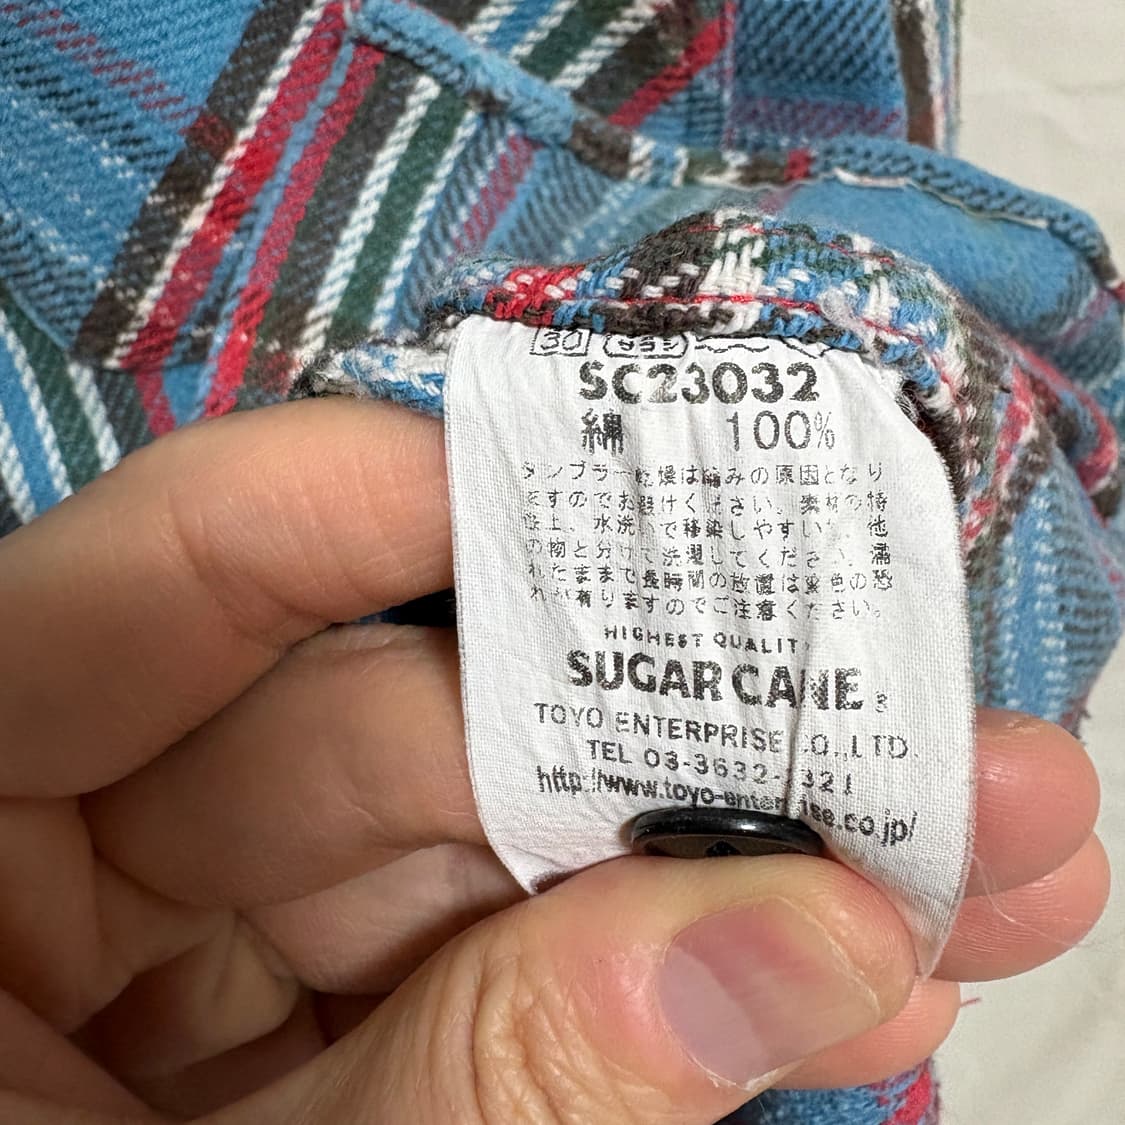 30
SC23032
綿 100%
タンブラー乾燥は縮みの原因となり
ますのでお避けください。素材の特
性上、水洗いで移染しやすい為、他
の物と分けて洗濯してください。濡
れたままで長時間の放置は変色の恐
れが有りますのでご注意ください。
HIGHEST QUALITY
SUGAR CANE
TOYO ENTERPRISE CO.,LTD.
TEL 03-3632-2321
http://www.toyo-enterprise.co.jp/